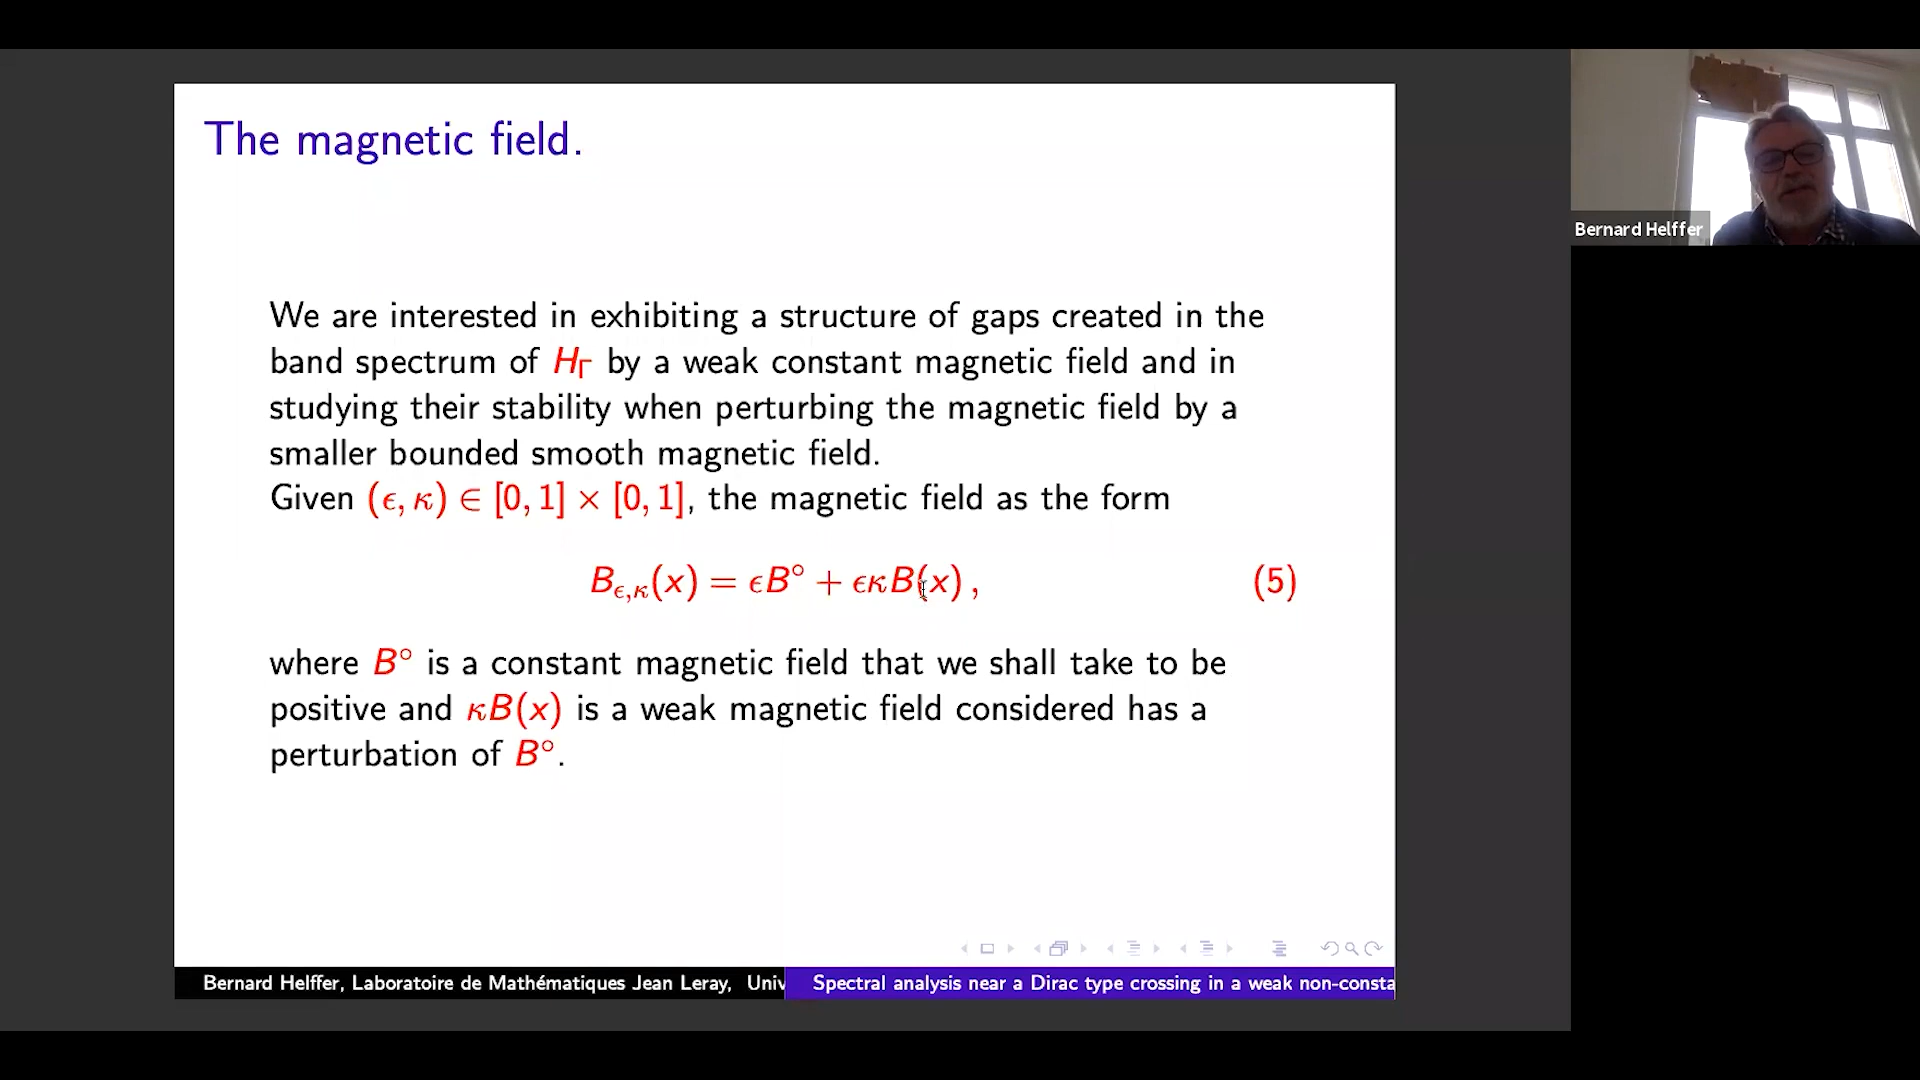 The magnetic field.
We are interested in exhibiting a structure of gaps created in the
band spectrum of H_Γ by a weak constant magnetic field and in
studying their stability when perturbing the magnetic field by a
smaller bounded smooth magnetic field.
Given (ϵ, κ) ∈ [0, 1] × [0, 1], the magnetic field as the form
B_{ϵ,κ}(x) = ϵB° + ϵκB(x) , (5)
where B° is a constant magnetic field that we shall take to be
positive and κB(x) is a weak magnetic field considered has a
perturbation of B°.
Bernard Helffer, Laboratoire de Mathématiques Jean Leray, Univ
Spectral analysis near a Dirac type crossing in a weak non-consta
Bernard Helffer